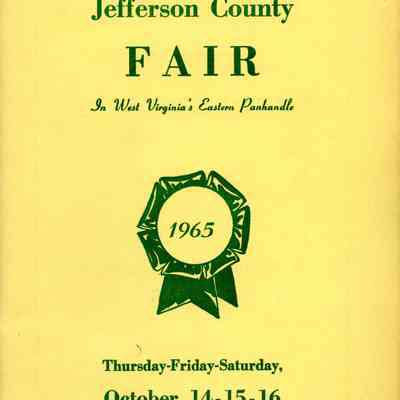 Jefferson County
FAIR
In West Virginia's Eastern Panhandle
1965
Thursday-Friday-Saturday,
October 14-15-16